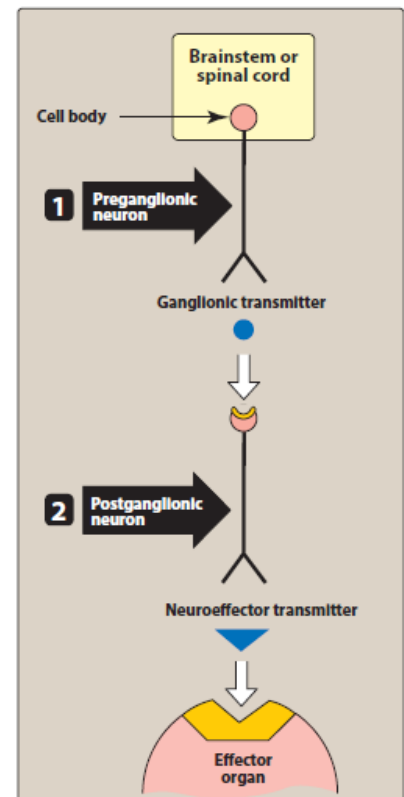 Brainstem or
spinal cord
Cell body
1
Preganglionic
neuron
Ganglionic transmitter
2
Postganglionic
neuron
Neuroeffector transmitter
Effector
organ